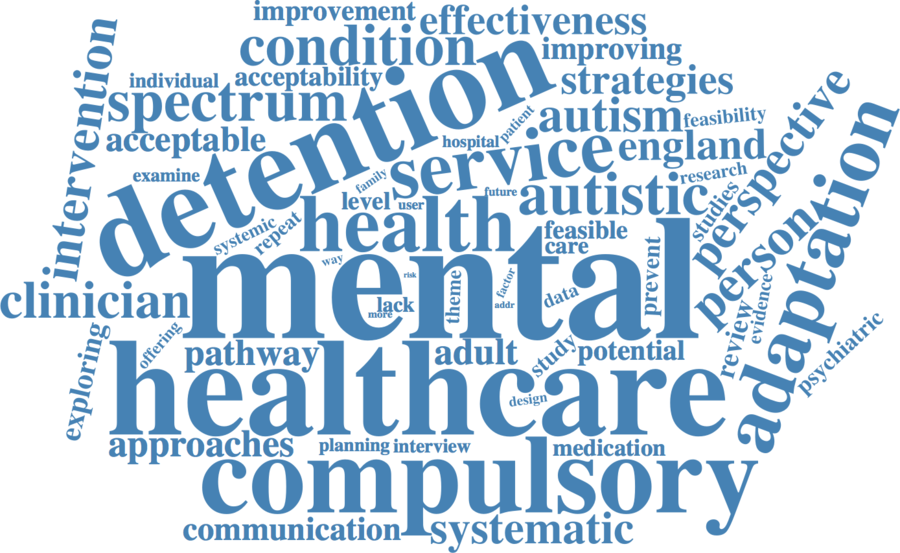 improvement
effectiveness
condition
improving
individual
acceptability
strategies
spectrum
detention
autism
feasibility
acceptable
hospital
patient
service
england
intervention
examine
family
research
perspective
level
user
future
autistic
studies
systemic
repeat
health
feasible
care
person
adaptation
way
mental
risk
prevent
clinician
lack
more
theme
factor
addr
data
evidence
review
psychiatric
exploring
offering
pathway
adult
study
potential
healthcare
design
approaches
planning
interview
medication
compulsory
communication
systematic